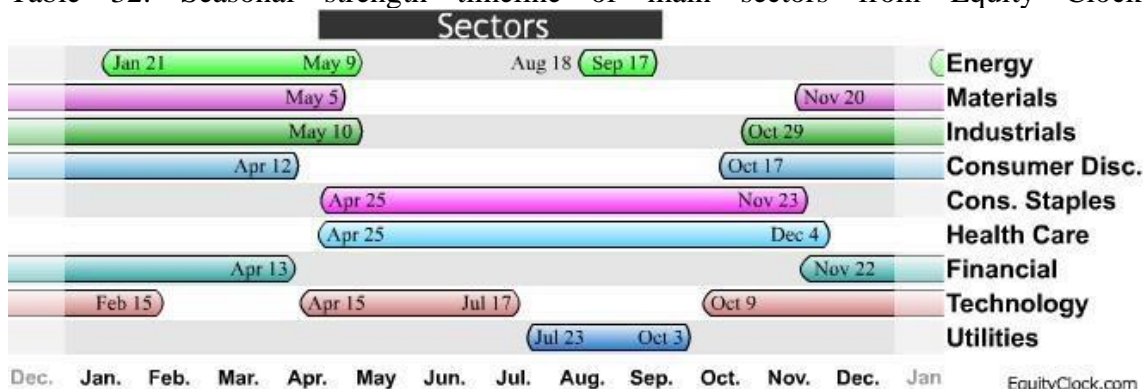 Table 32: Seasonal strength timeline of main sectors from Equity Clock
Sectors
Jan 21 May 9 Aug 18 Sep 17 Energy
May 5 Nov 20 Materials
May 10 Oct 29 Industrials
Apr 12 Oct 17 Consumer Disc.
Apr 25 Nov 23 Cons. Staples
Apr 25 Dec 4 Health Care
Apr 13 Nov 22 Financial
Feb 15 Apr 15 Jul 17 Oct 9 Technology
Jul 23 Oct 3 Utilities
Dec. Jan. Feb. Mar. Apr. May Jun. Jul. Aug. Sep. Oct. Nov. Dec. Jan
EquityClock.com